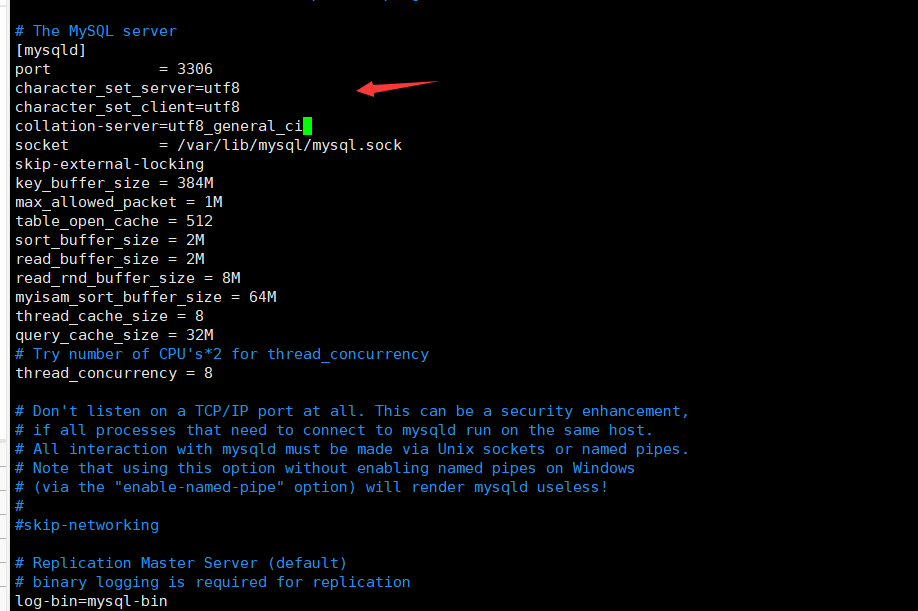 # The MySQL server
[mysqld]
port            = 3306
character_set_server=utf8
character_set_client=utf8
collation-server=utf8_general_ci
socket          = /var/lib/mysql/mysql.sock
skip-external-locking
key_buffer_size = 384M
max_allowed_packet = 1M
table_open_cache = 512
sort_buffer_size = 2M
read_buffer_size = 2M
read_rnd_buffer_size = 8M
myisam_sort_buffer_size = 64M
thread_cache_size = 8
query_cache_size = 32M
# Try number of CPU's*2 for thread_concurrency
thread_concurrency = 8

# Don't listen on a TCP/IP port at all. This can be a security enhancement,
# if all processes that need to connect to mysqld run on the same host.
# All interaction with mysqld must be made via Unix sockets or named pipes.
# Note that using this option without enabling named pipes on Windows
# (via the "enable-named-pipe" option) will render mysqld useless!
#
#skip-networking

# Replication Master Server (default)
# binary logging is required for replication
log-bin=mysql-bin